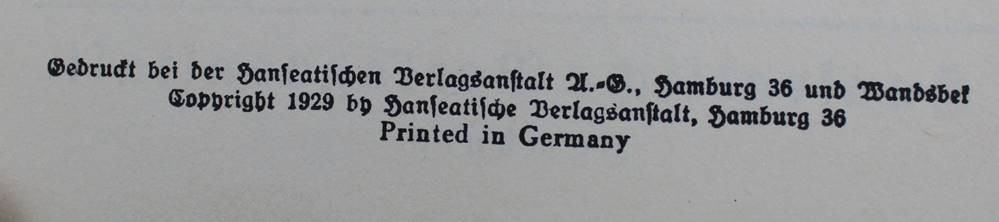 Gedruckt bei der Hanseatischen Verlagsanstalt A.-G., Hamburg 36 und Wandsbek
Copyright 1929 by Hanseatische Verlagsanstalt, Hamburg 36
Printed in Germany